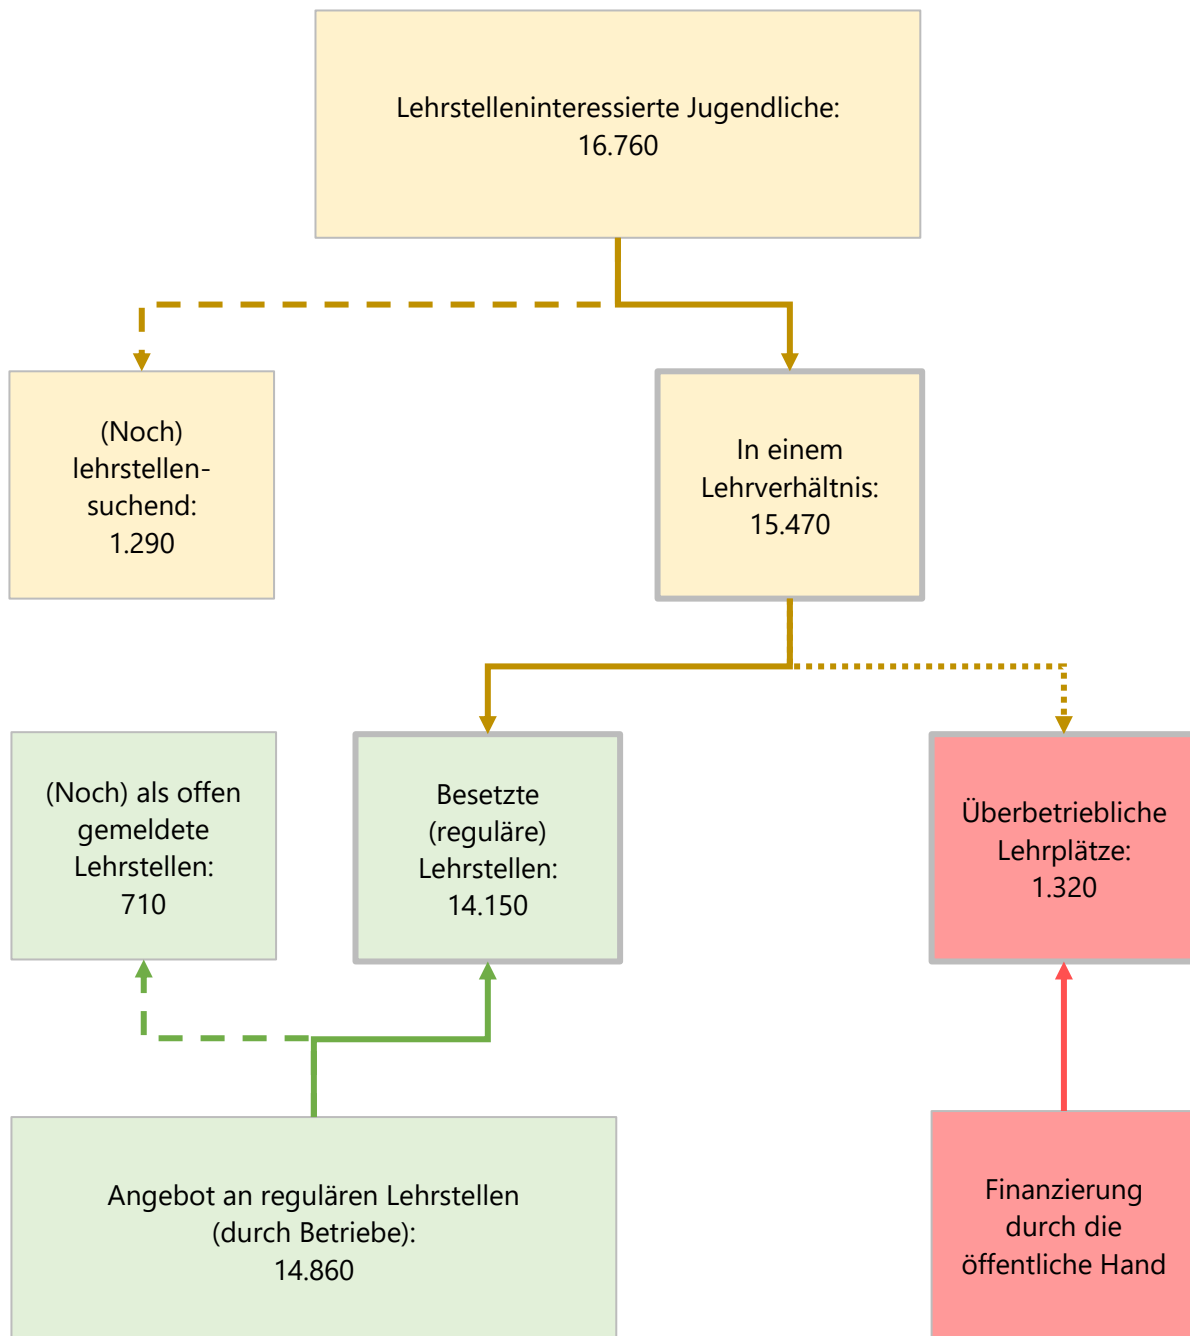 Lehrstelleninteressierte Jugendliche:
16.760
(Noch)
lehrstellen-
suchend:
1.290
In einem
Lehrverhältnis:
15.470
(Noch) als offen
gemeldete
Lehrstellen:
710
Besetzte
(reguläre)
Lehrstellen:
14.150
Überbetriebliche
Lehrplätze:
1.320
Angebot an regulären Lehrstellen
(durch Betriebe):
14.860
Finanzierung
durch die
öffentliche Hand